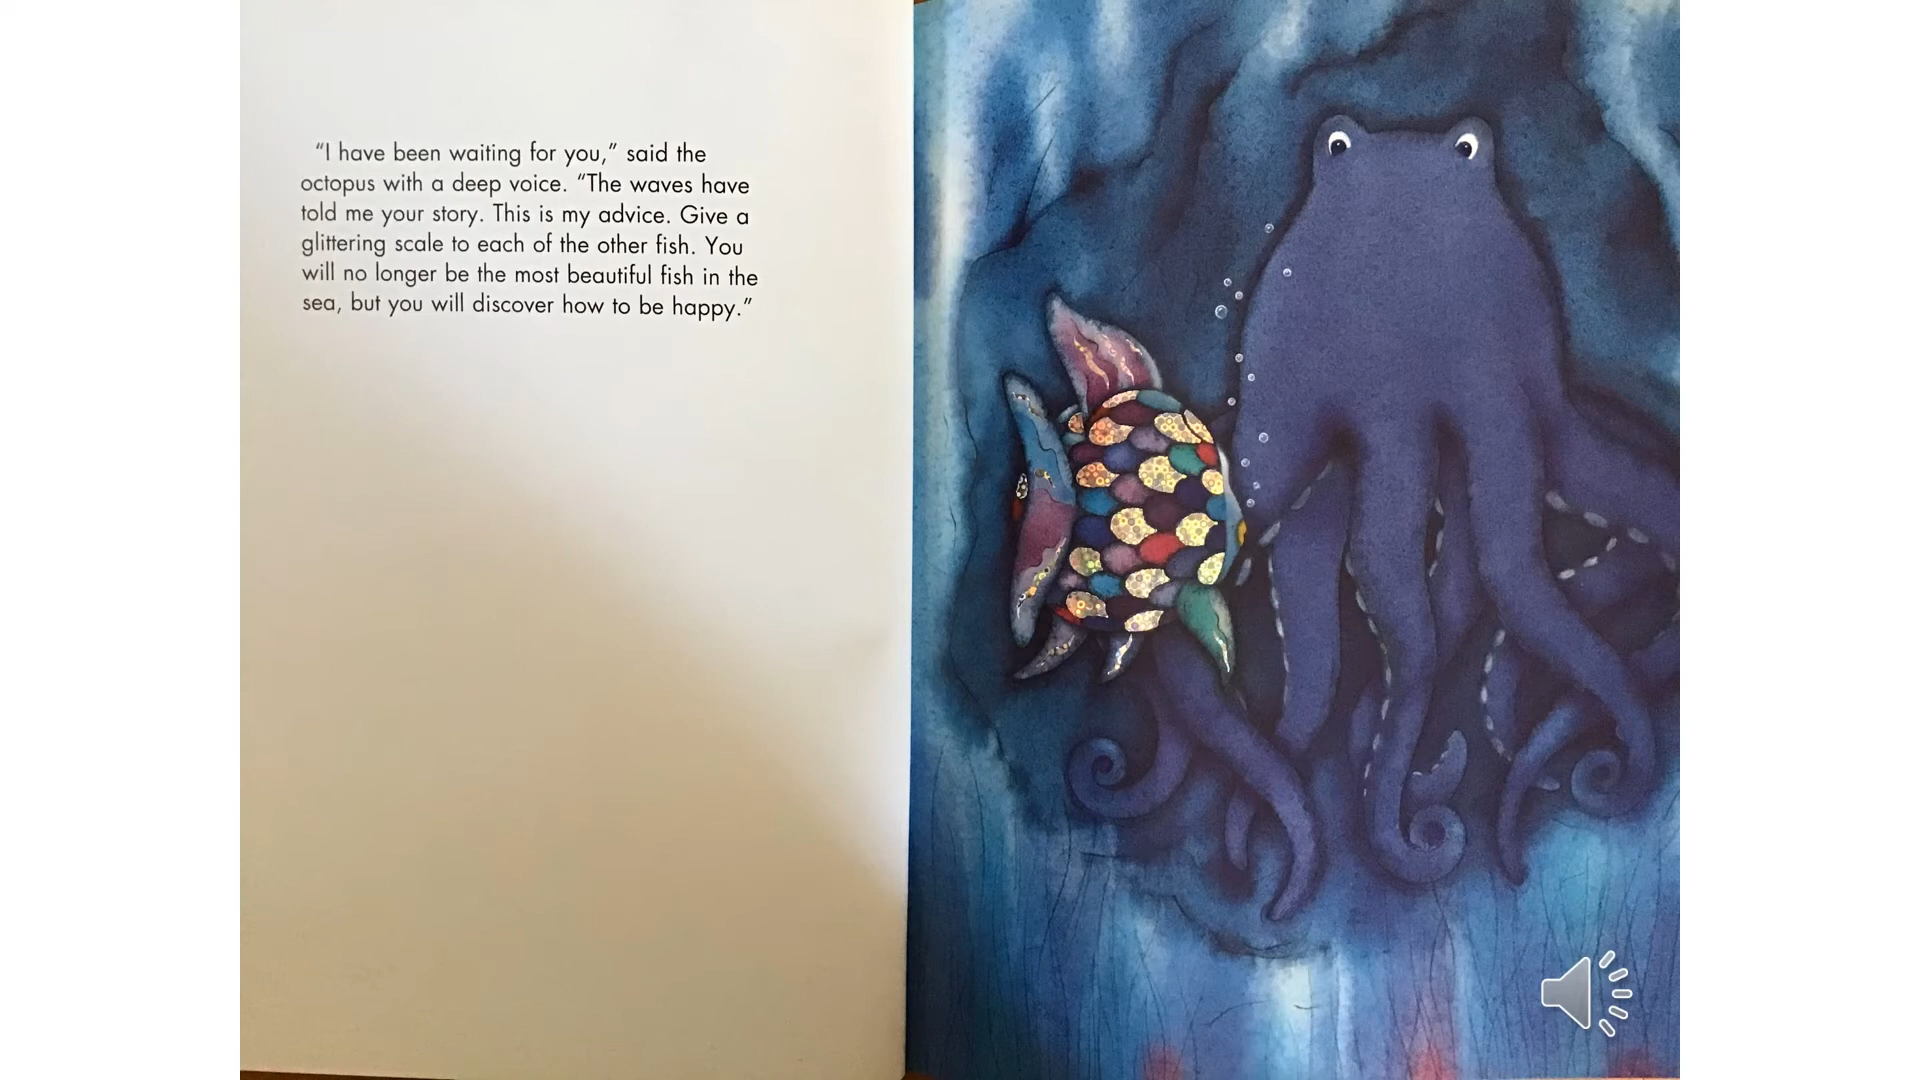 “I have been waiting for you,” said the
octopus with a deep voice. “The waves have
told me your story. This is my advice. Give a
glittering scale to each of the other fish. You
will no longer be the most beautiful fish in the
sea, but you will discover how to be happy.”